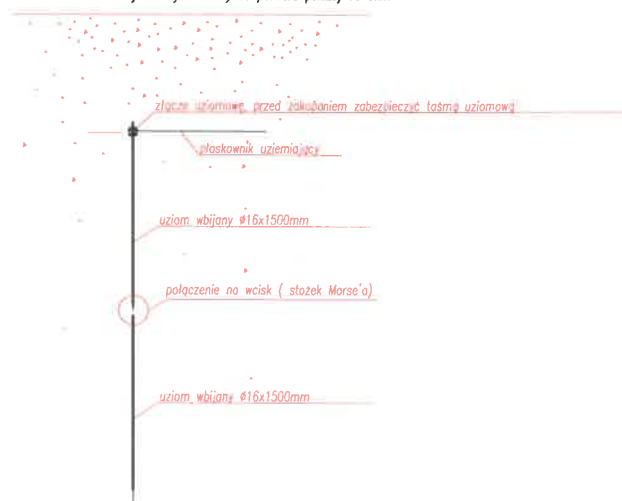 złącze uziomowe, przed zakopaniem zabezpieczyć taśmą uziomową
płaskownik uziemiający
uziom wbijany ø16x1500mm
połączenie na wcisk ( stożek Morse'a)
uziom wbijany ø16x1500mm